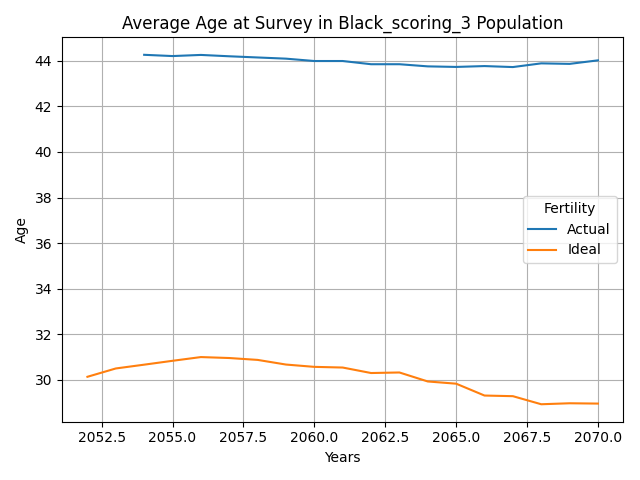 Average Age at Survey in Black_scoring_3 Population
Age
44
42
40
38
36
34
32
30
Fertility
Actual
Ideal
2052.5 2055.0 2057.5 2060.0 2062.5 2065.0 2067.5 2070.0
Years